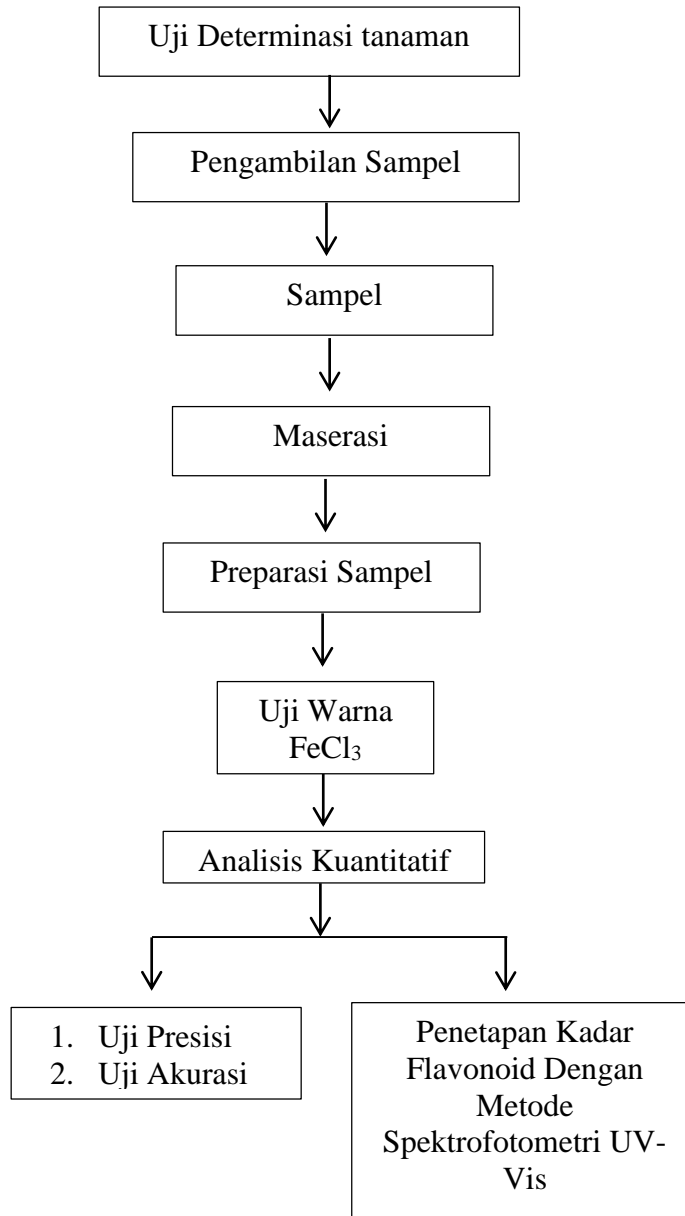 Uji Determinasi tanaman
Pengambilan Sampel
Sampel
Maserasi
Preparasi Sampel
Uji Warna
FeCl₃
Analisis Kuantitatif
1. Uji Presisi
2. Uji Akurasi
Penetapan Kadar
Flavonoid Dengan
Metode
Spektrofotometri UV-
Vis